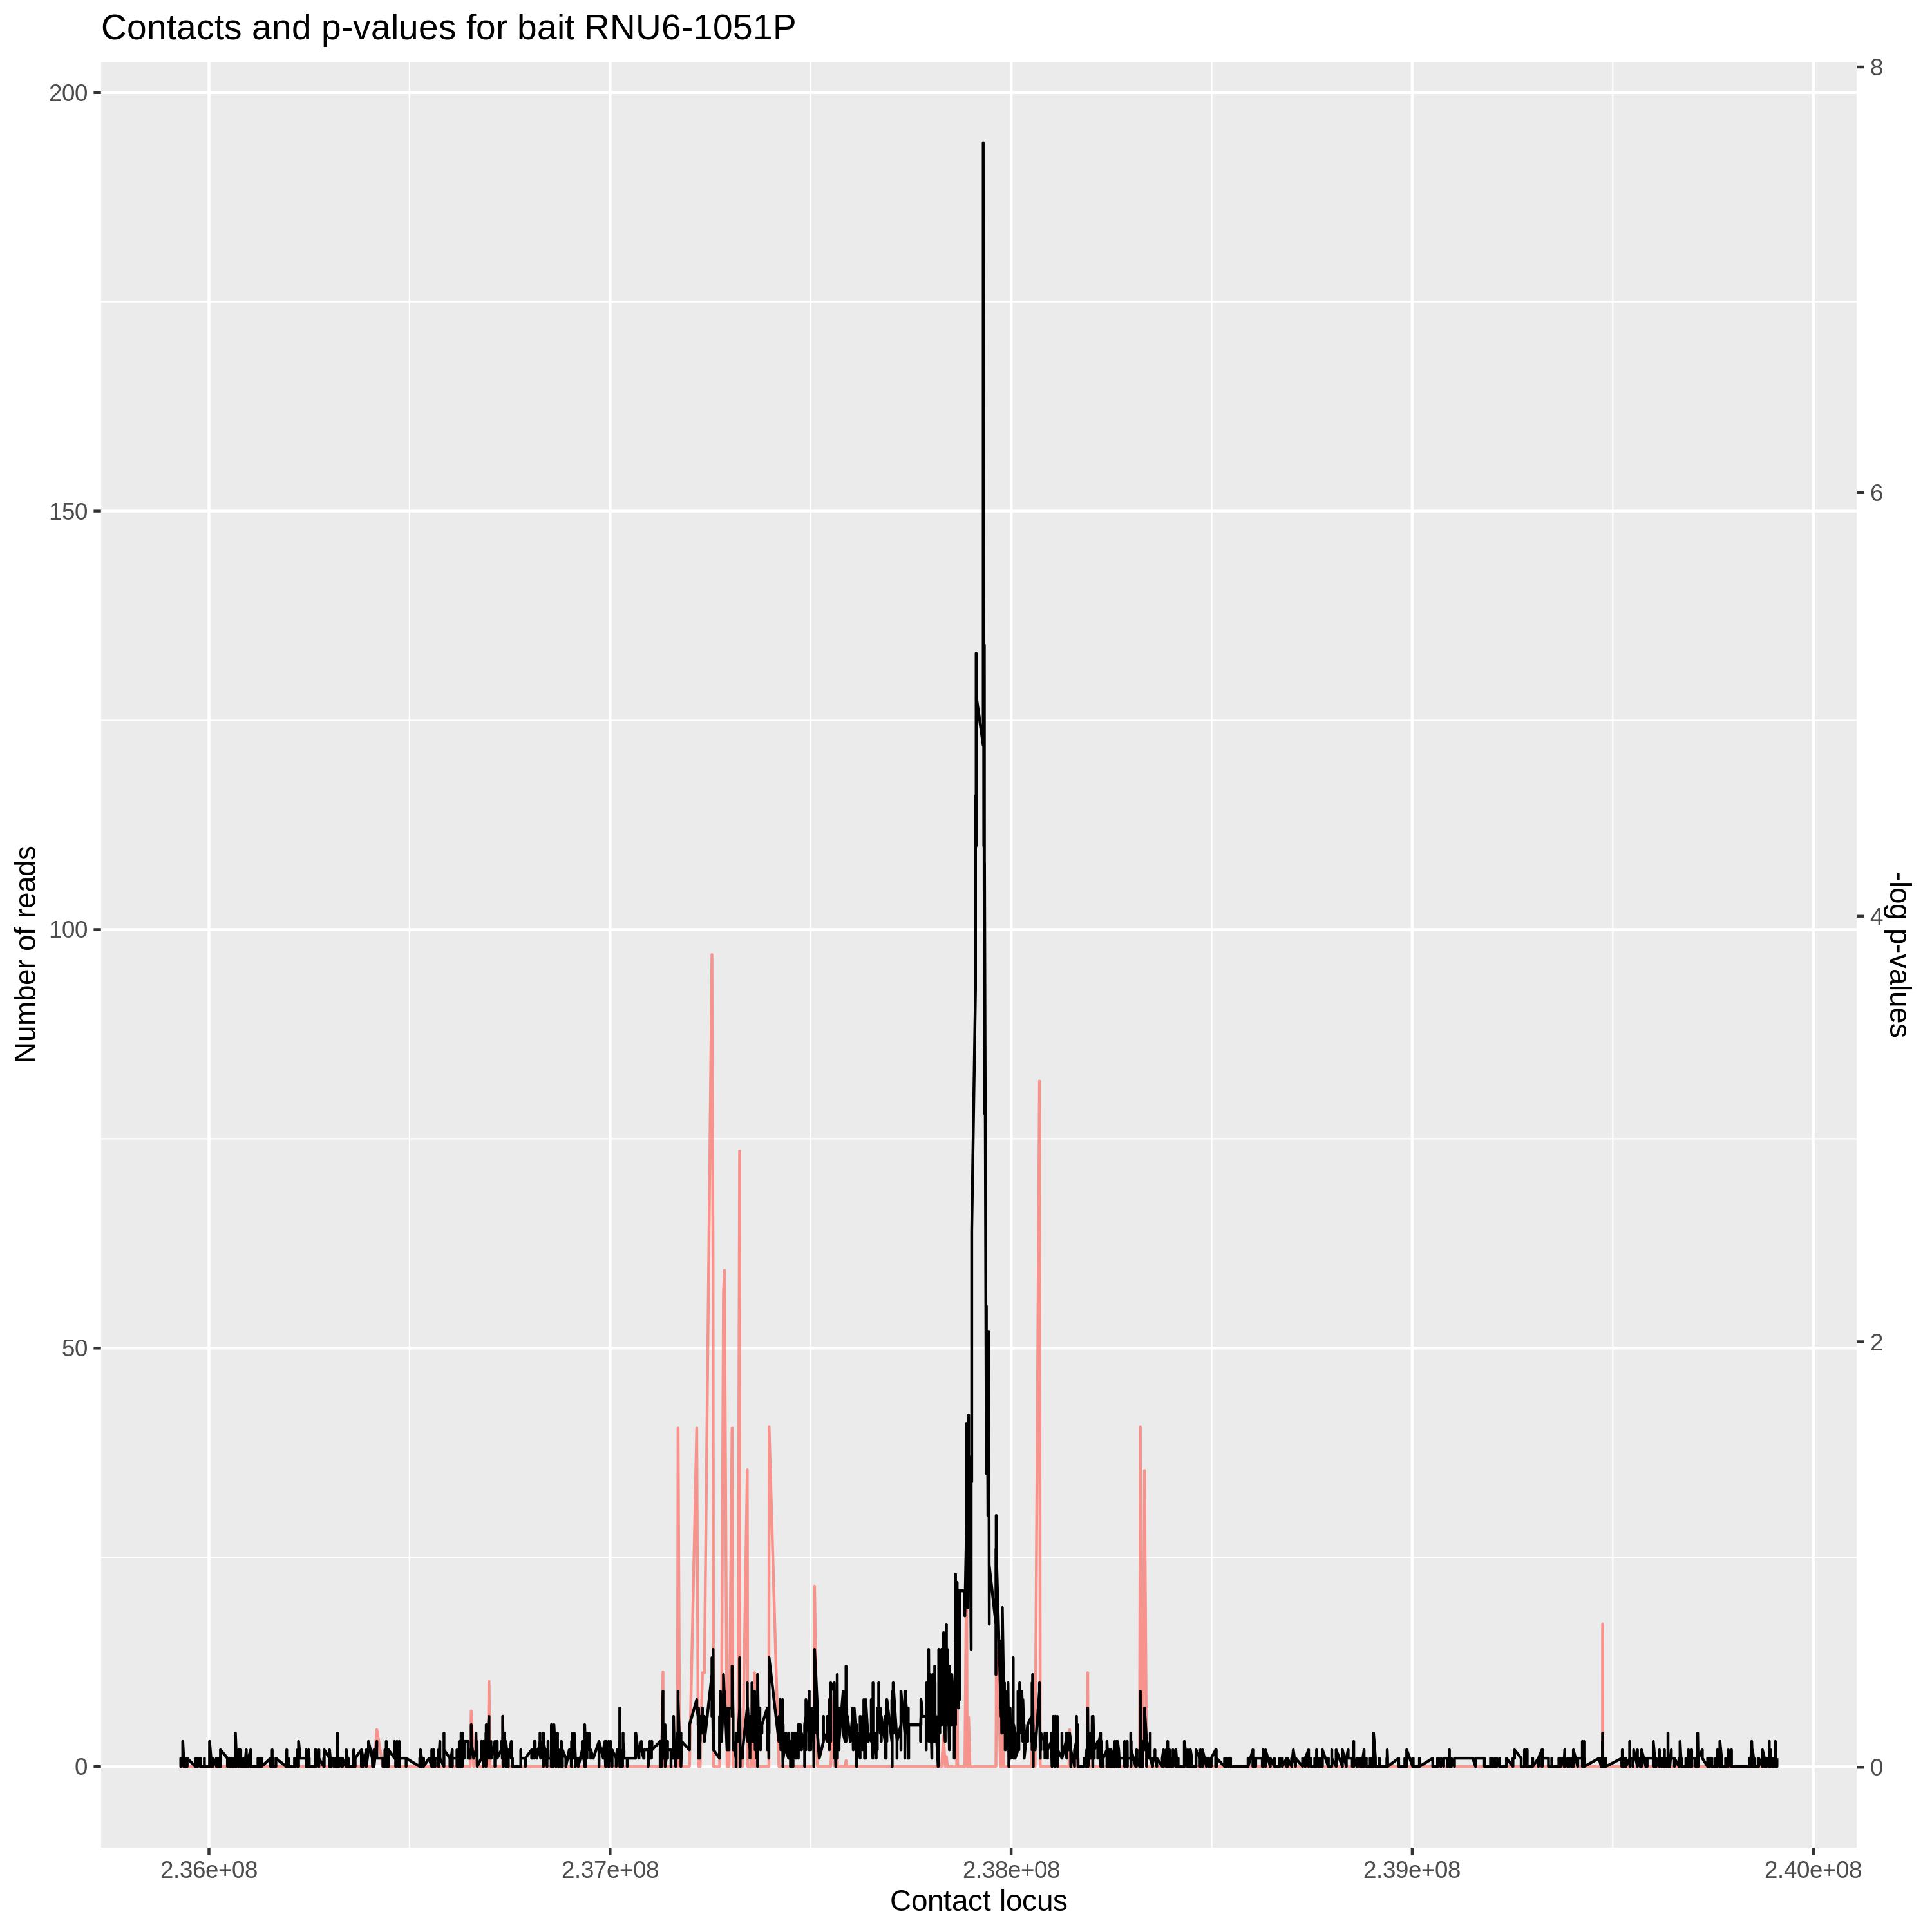 Contacts and p-values for bait RNU6-1051P
200
150
100
50
0
8
6
4
2
0
Number of reads
-log p-values
2.36e+08
2.37e+08
2.38e+08
2.39e+08
2.40e+08
Contact locus